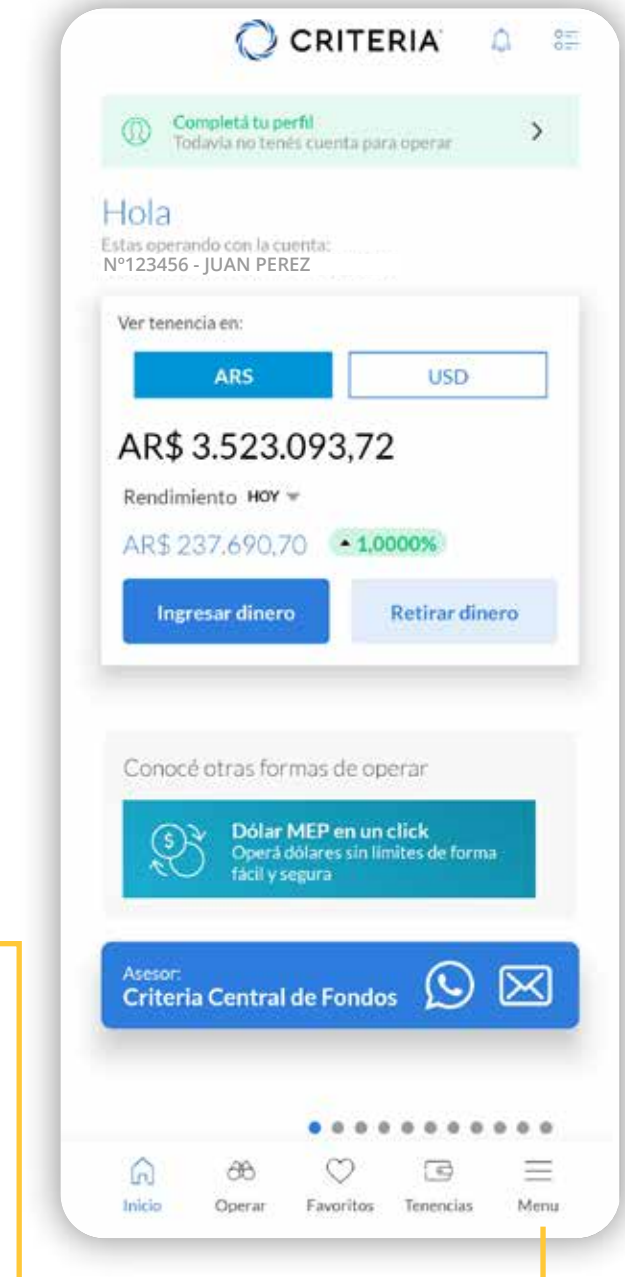 CRITERIA
Completá tu perfil
Todavía no tenés cuenta para operar
Hola
Estas operando con la cuenta:
Nº123456 - JUAN PEREZ
Ver tenencia en:
ARS USD
AR$ 3.523.093,72
Rendimiento HOY
AR$ 237.690,70 1,0000%
Ingresar dinero Retirar dinero
Conocé otras formas de operar
Dólar MEP en un click
Operá dólares sin limites de forma
fácil y segura
Asesor:
Criteria Central de Fondos
Inicio Operar Favoritos Tenencias Menu